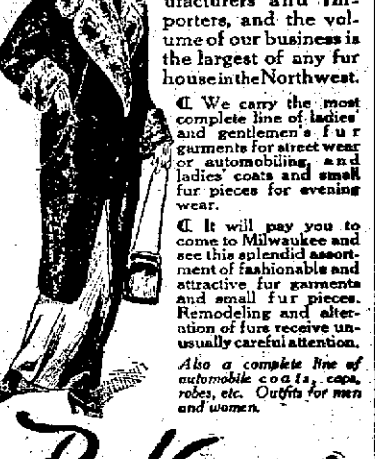 ufacturers and Im-
porters, and the vol-
ume of our business is
the largest of any fur
house in the Northwest.
₵ We carry the most
complete line of ladies'
and gentlemen's fur
garments for street wear
or automobiling, and
ladies' coats and small
fur pieces for evening
wear.
₵ It will pay you to
come to Milwaukee and
see this splendid assort-
ment of fashionable and
attractive fur garments
and small fur pieces.
Remodeling and alter-
ation of furs receive un-
usually careful attention.
Also a complete line of
automobile coats, caps,
robes, etc. Outfits for men
and women.